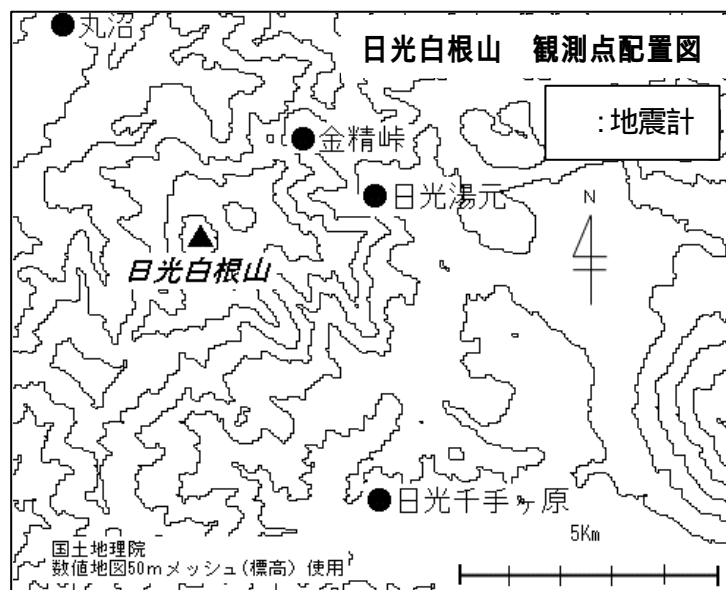 丸沼
日光白根山 観測点配置図
:地震計
金精峠
日光湯元
N
日光白根山
日光千手ヶ原
5Km
国土地理院
数値地図50mメッシュ(標高)使用